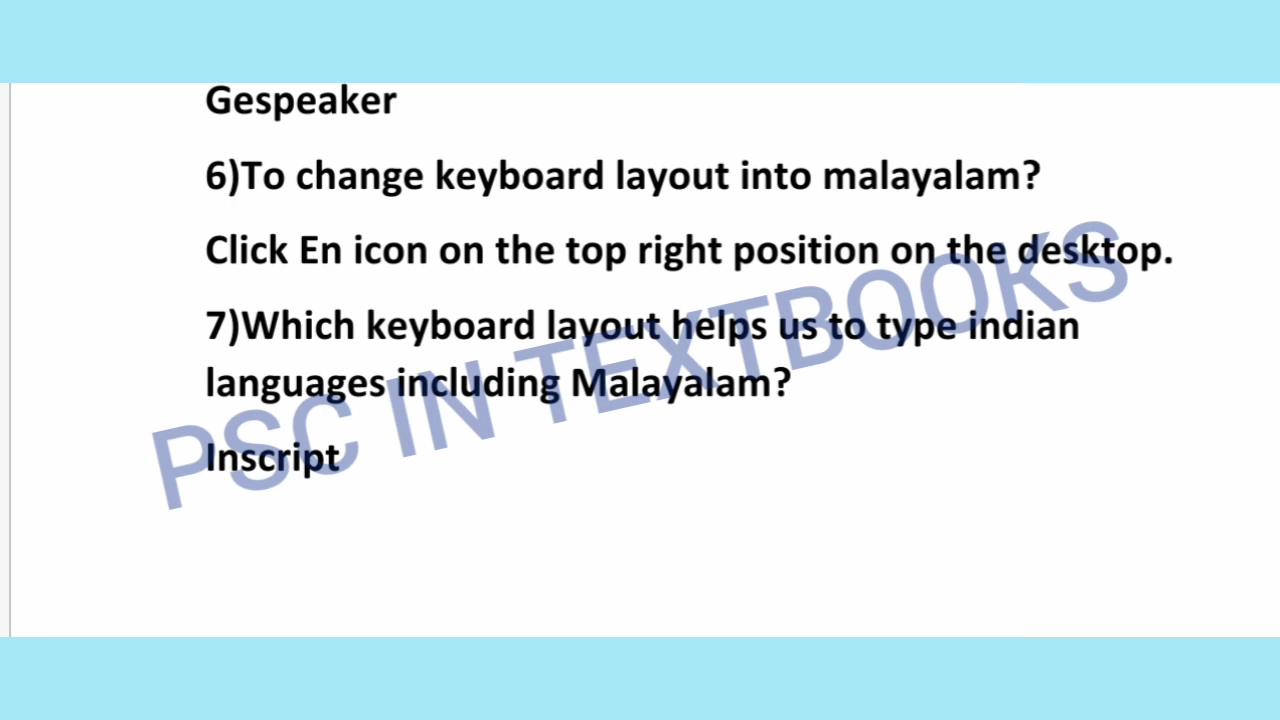 Gespeaker
6)To change keyboard layout into malayalam?
Click En icon on the top right position on the desktop.
7)Which keyboard layout helps us to type indian
languages including Malayalam?
Inscript
PSC IN TEXTBOOKS